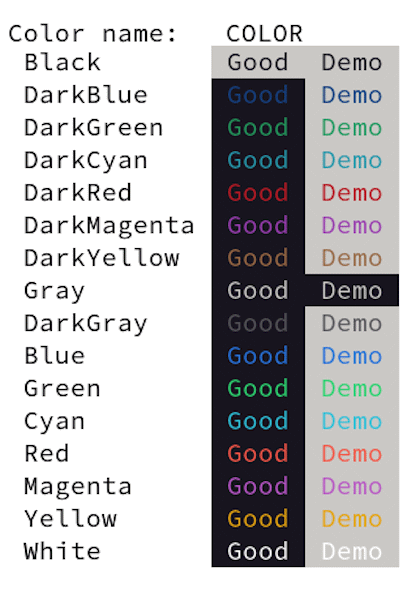 Color name: COLOR
Black Good Demo
DarkBlue Good Demo
DarkGreen Good Demo
DarkCyan Good Demo
DarkRed Good Demo
DarkMagenta Good Demo
DarkYellow Good Demo
Gray Good Demo
DarkGray Good Demo
Blue Good Demo
Green Good Demo
Cyan Good Demo
Red Good Demo
Magenta Good Demo
Yellow Good Demo
White Good Demo